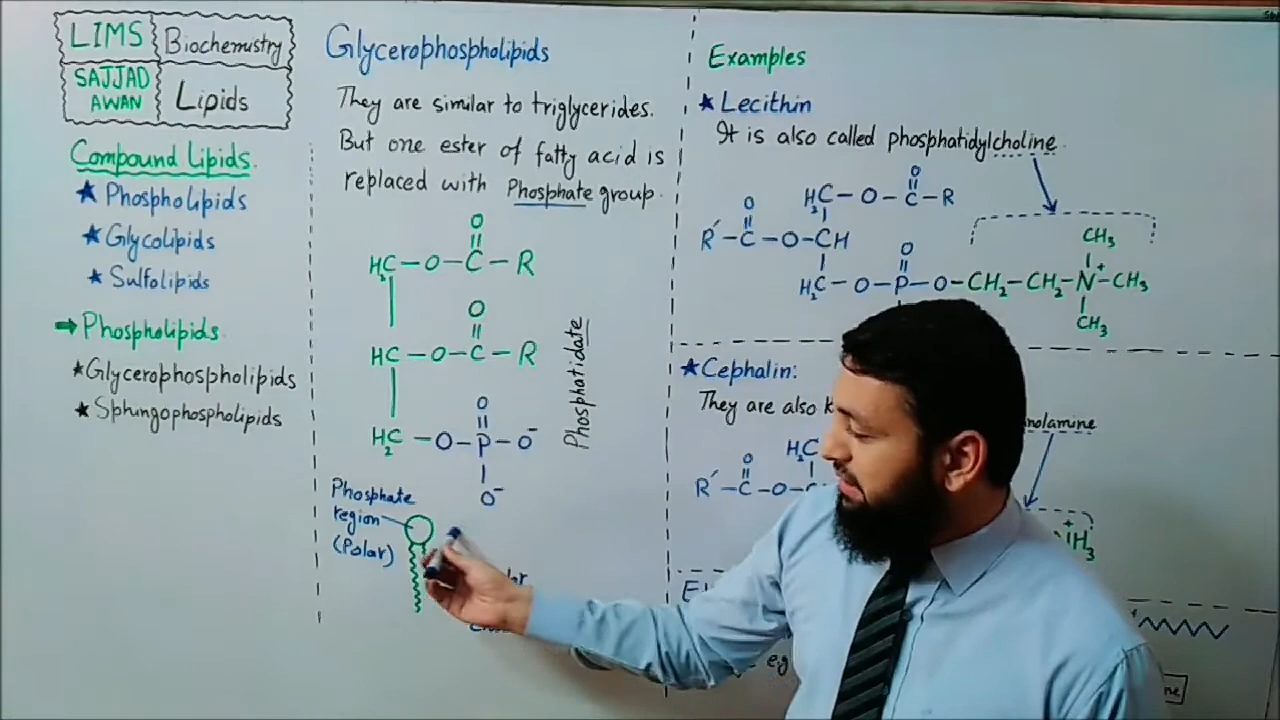 LIMS
Biochemistry
SAJJAD
AWAN
Lipids
Compound Lipids.
★ Phospholipids
★ Glycolipids
★ Sulfolipids
➡ Phospholipids.
★ Glycerophospholipids
★ Sphingophospholipids
Glycerophospholipids
They are similar to triglycerides.
But one ester of fatty acid is
replaced with Phosphate group.
O
H₂C — O — C — R
O
HC — O — C — R
O
H₂C — O — P — O⁻
O⁻
Phosphatidate
Phosphate
region
(Polar)
Examples
★ Lecithin
It is also called phosphatidylcholine.
O
H₂C — O — C — R
O
R′ — C — O — CH
O
CH₃
H₂C — O — P — O — CH₂ — CH₂ — N⁺ — CH₃
CH₃
★ Cephalin:
They are also
H₂C
O
R′ — C — O —
H₃
e.g